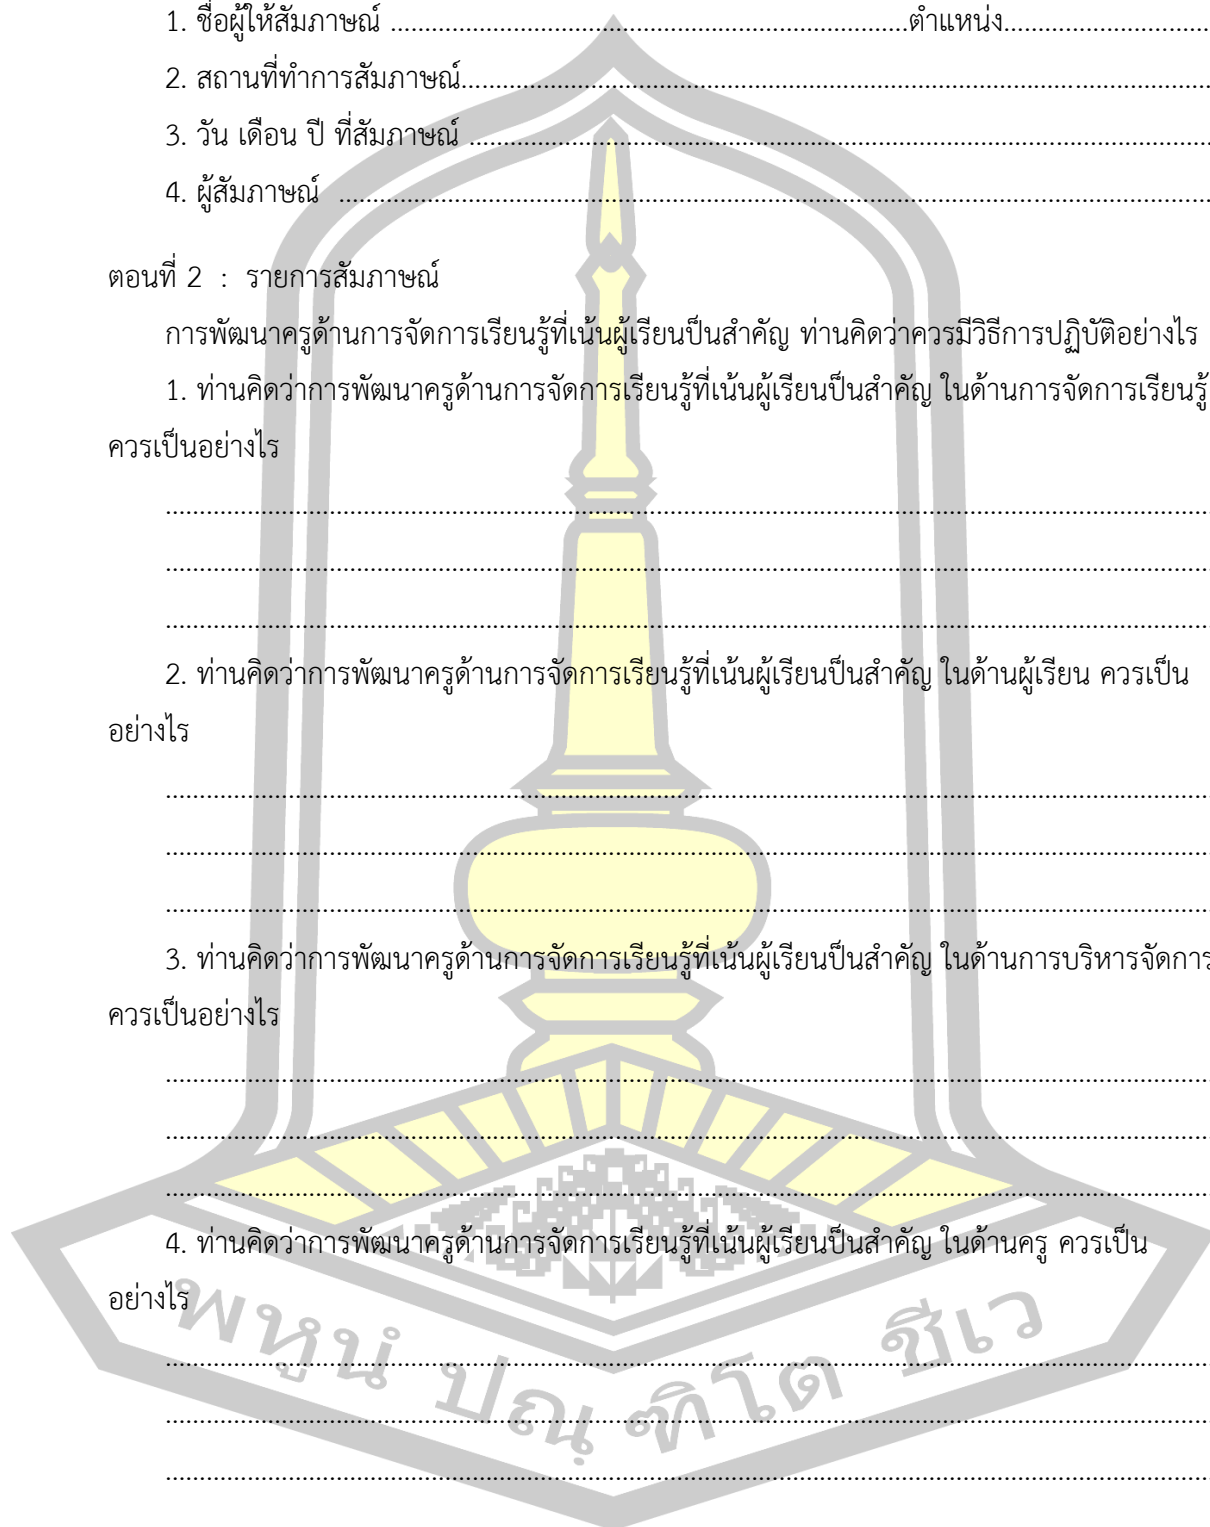 1. ชื่อผู้ให้สัมภาษณ์ ........................................................................ตำแหน่ง.............................
2. สถานที่ทำการสัมภาษณ์.........................................................................................................
3. วัน เดือน ปี ที่สัมภาษณ์ ........................................................................................................
4. ผู้สัมภาษณ์ .........................................................................................................................
ตอนที่ 2 : รายการสัมภาษณ์
การพัฒนาครูด้านการจัดการเรียนรู้ที่เน้นผู้เรียนป็นสำคัญ ท่านคิดว่าควรมีวิธีการปฏิบัติอย่างไร
1. ท่านคิดว่าการพัฒนาครูด้านการจัดการเรียนรู้ที่เน้นผู้เรียนป็นสำคัญ ในด้านการจัดการเรียนรู้
ควรเป็นอย่างไร
..................................................................................................................................................
..................................................................................................................................................
..................................................................................................................................................
2. ท่านคิดว่าการพัฒนาครูด้านการจัดการเรียนรู้ที่เน้นผู้เรียนป็นสำคัญ ในด้านผู้เรียน ควรเป็น
อย่างไร
..................................................................................................................................................
..................................................................................................................................................
..................................................................................................................................................
3. ท่านคิดว่าการพัฒนาครูด้านการจัดการเรียนรู้ที่เน้นผู้เรียนป็นสำคัญ ในด้านการบริหารจัดการ
ควรเป็นอย่างไร
..................................................................................................................................................
..................................................................................................................................................
..................................................................................................................................................
4. ท่านคิดว่าการพัฒนาครูด้านการจัดการเรียนรู้ที่เน้นผู้เรียนป็นสำคัญ ในด้านครู ควรเป็น
อย่างไร
..................................................................................................................................................
..................................................................................................................................................
..................................................................................................................................................
พหูนํ ปณฺฑิโต ชีเว